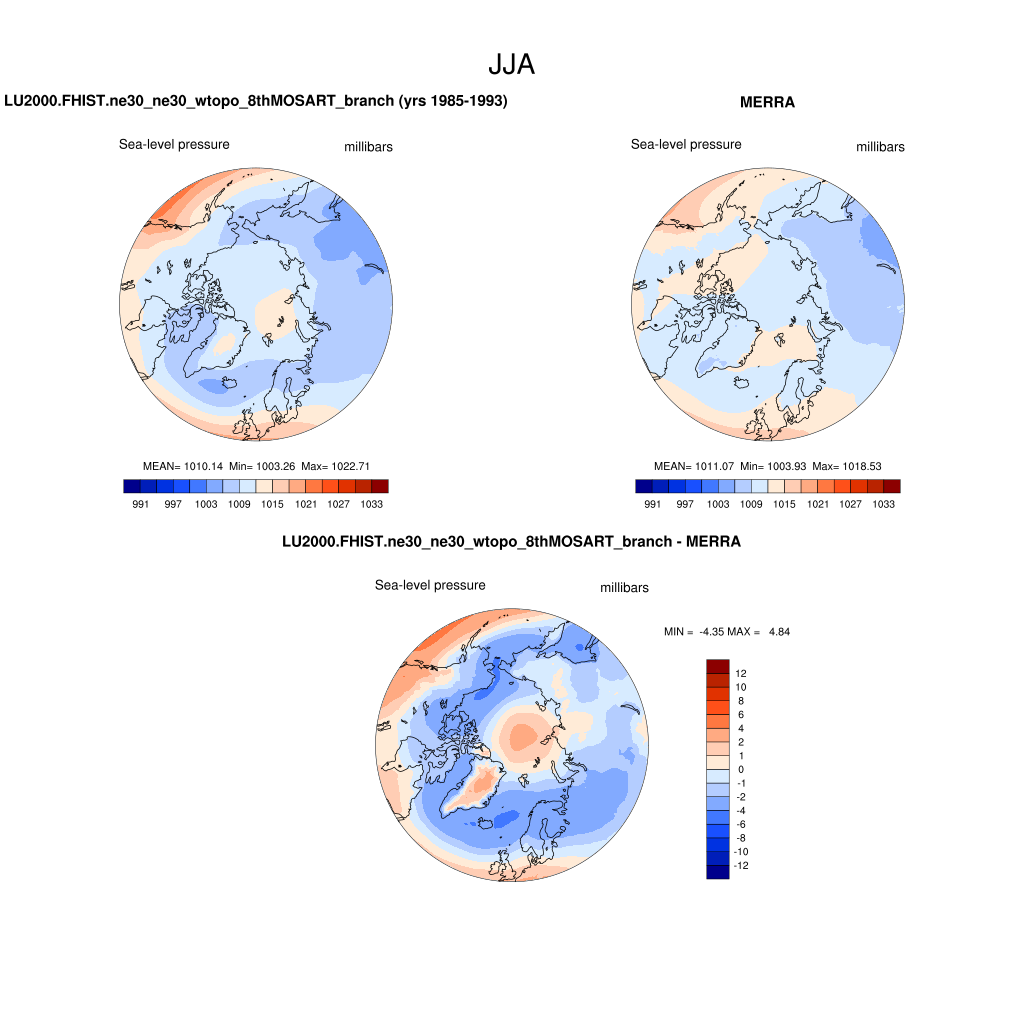 JJA
LU2000.FHIST.ne30_ne30_wtopo_8thMOSART_branch (yrs 1985-1993)
Sea-level pressure millibars
MEAN= 1010.14 Min= 1003.26 Max= 1022.71
991 997 1003 1009 1015 1021 1027 1033
MERRA
Sea-level pressure millibars
MEAN= 1011.07 Min= 1003.93 Max= 1018.53
991 997 1003 1009 1015 1021 1027 1033
LU2000.FHIST.ne30_ne30_wtopo_8thMOSART_branch - MERRA
Sea-level pressure millibars
MIN = -4.35 MAX = 4.84
12
10
8
6
4
2
1
0
-1
-2
-4
-6
-8
-10
-12